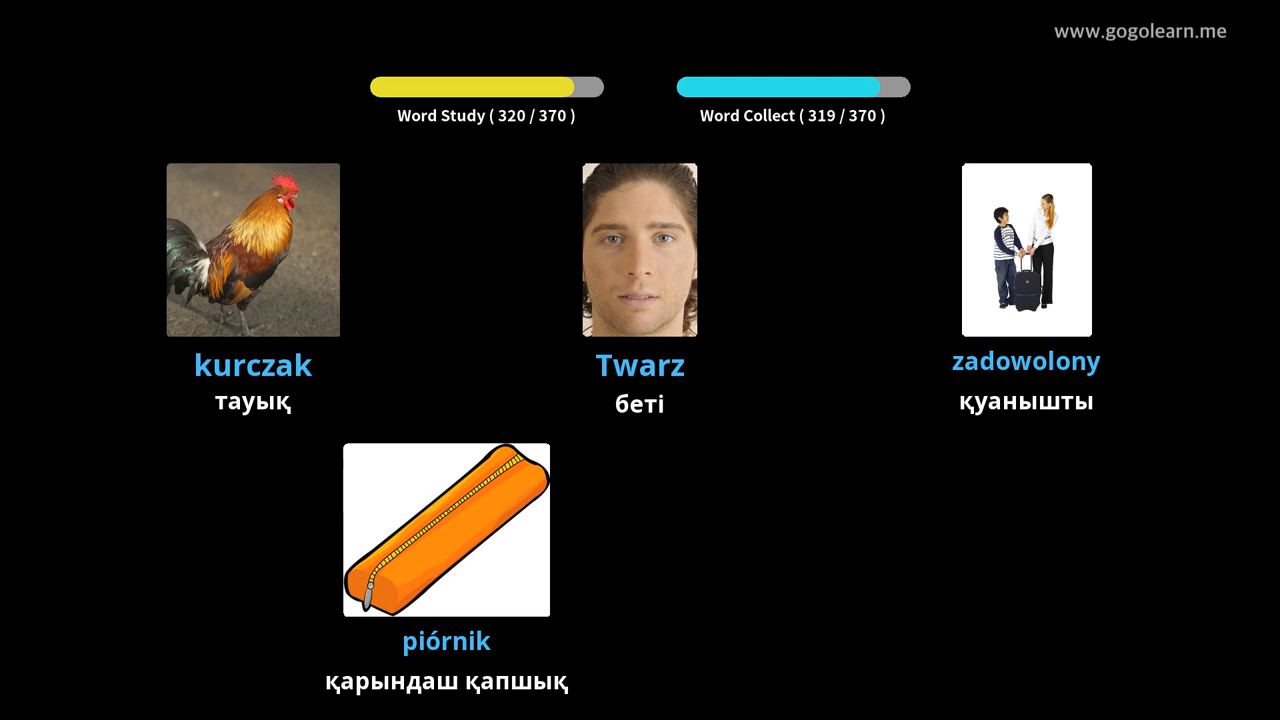 www.gogolearn.me
Word Study ( 320 / 370 )
Word Collect ( 319 / 370 )
kurczak
тауық
Twarz
беті
zadowolony
қуанышты
piórnik
қарындаш қапшық